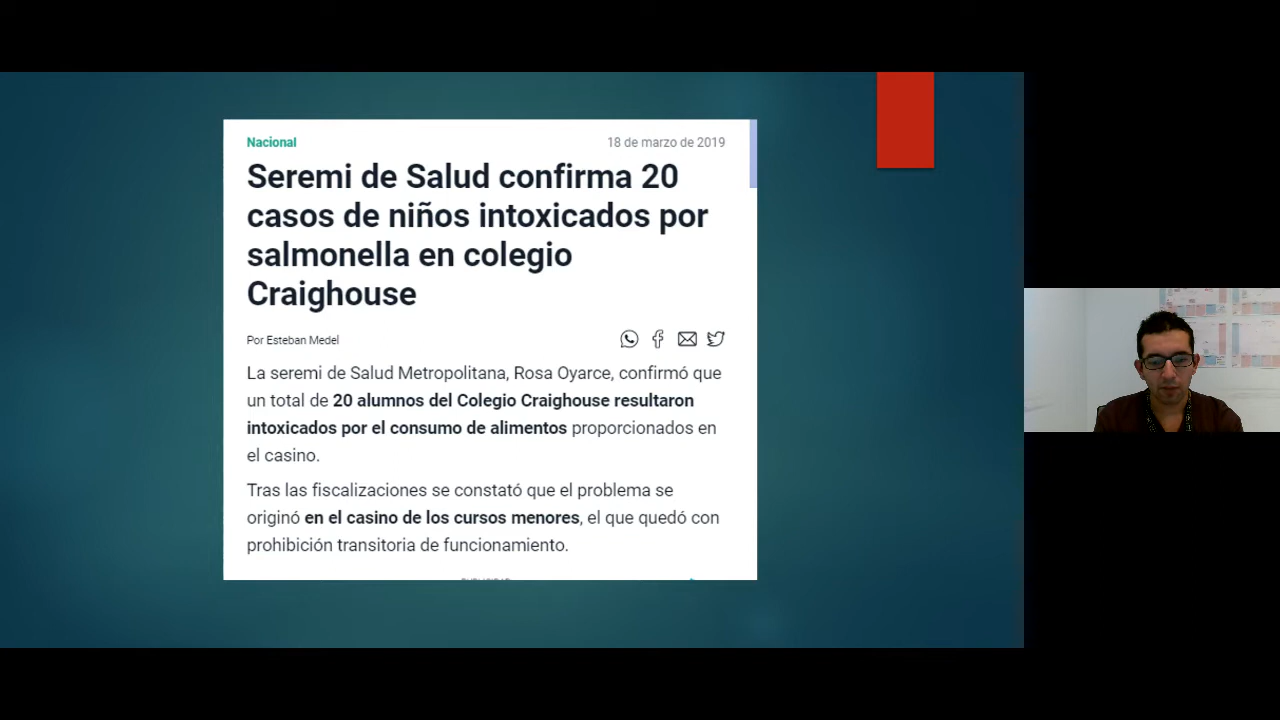 Nacional
18 de marzo de 2019
Seremi de Salud confirma 20
casos de niños intoxicados por
salmonella en colegio
Craighouse
Por Esteban Medel
La seremi de Salud Metropolitana, Rosa Oyarce, confirmó que
un total de 20 alumnos del Colegio Craighouse resultaron
intoxicados por el consumo de alimentos proporcionados en
el casino.
Tras las fiscalizaciones se constató que el problema se
originó en el casino de los cursos menores, el que quedó con
prohibición transitoria de funcionamiento.